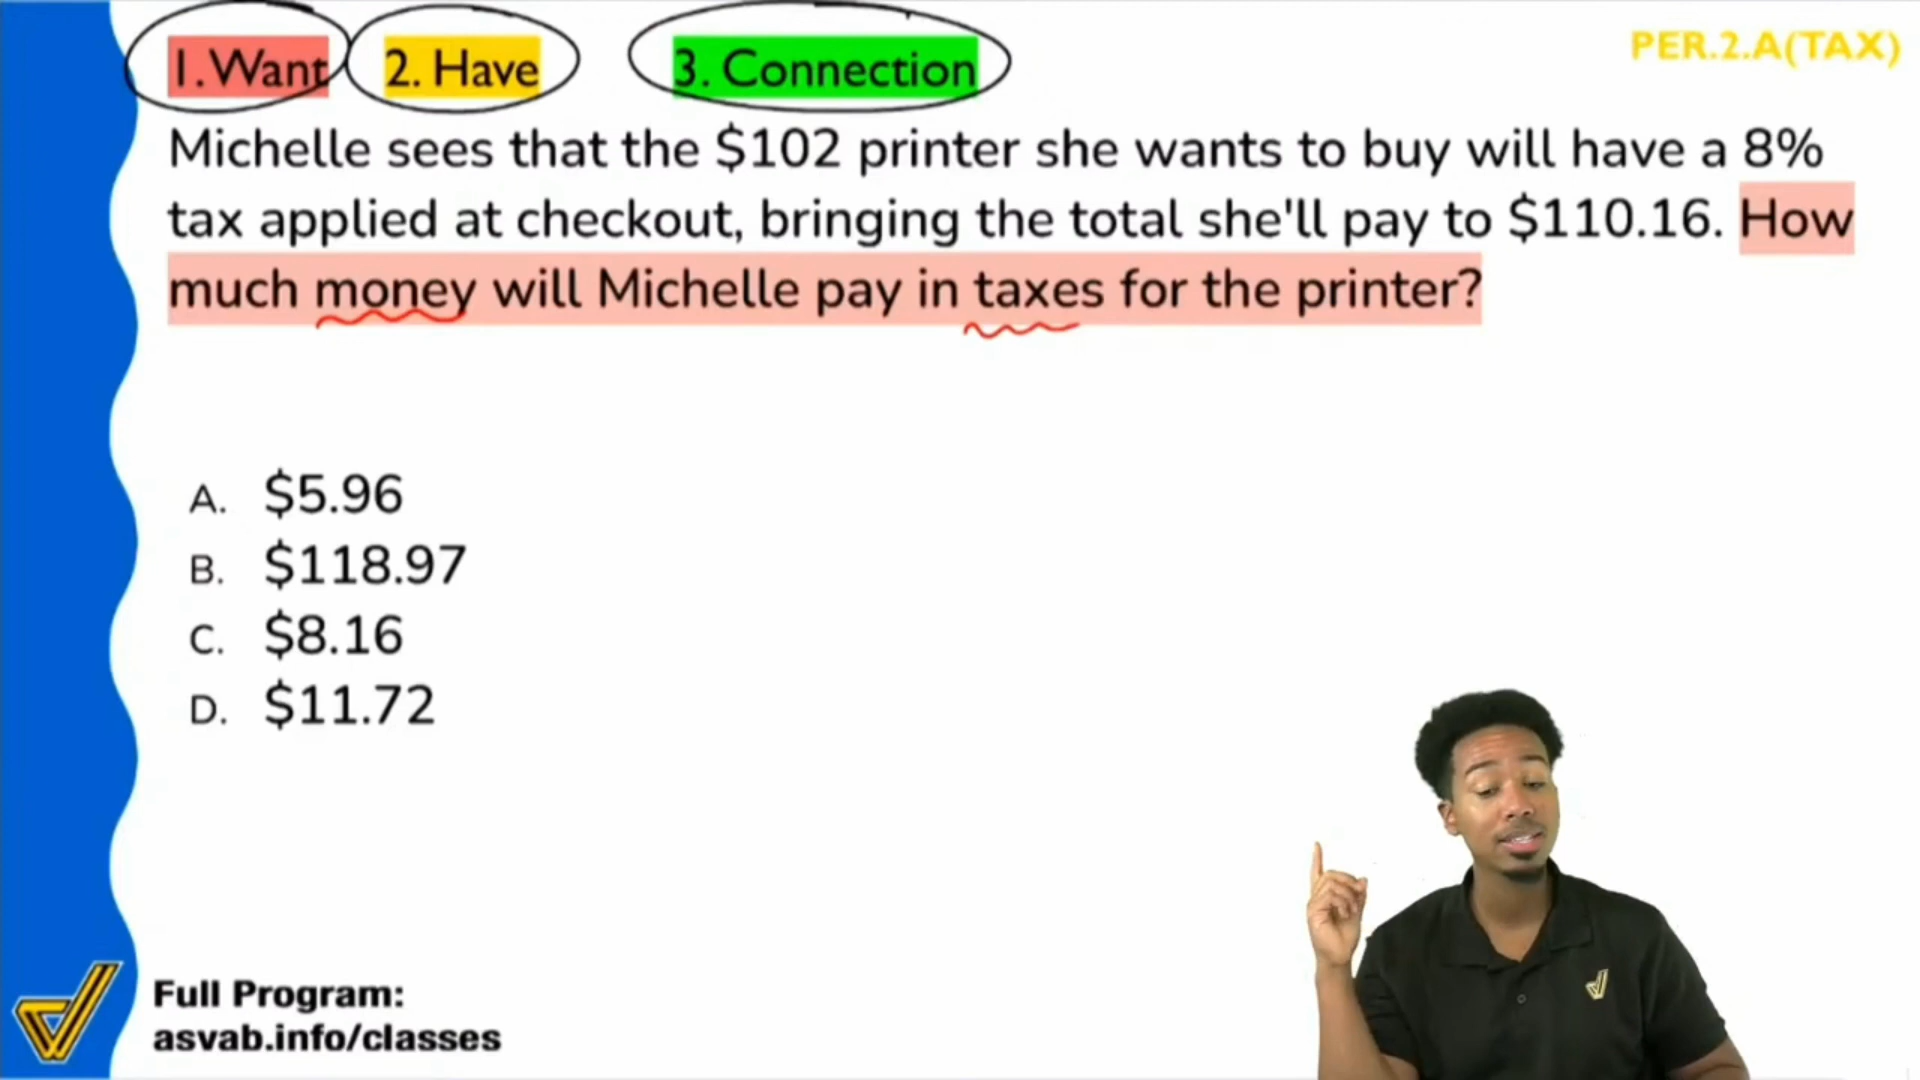 1. Want 2. Have 3. Connection
PER.2.A(TAX)
Michelle sees that the $102 printer she wants to buy will have a 8%
tax applied at checkout, bringing the total she'll pay to $110.16. How
much money will Michelle pay in taxes for the printer?
A. $5.96
B. $118.97
C. $8.16
D. $11.72
Full Program:
asvab.info/classes